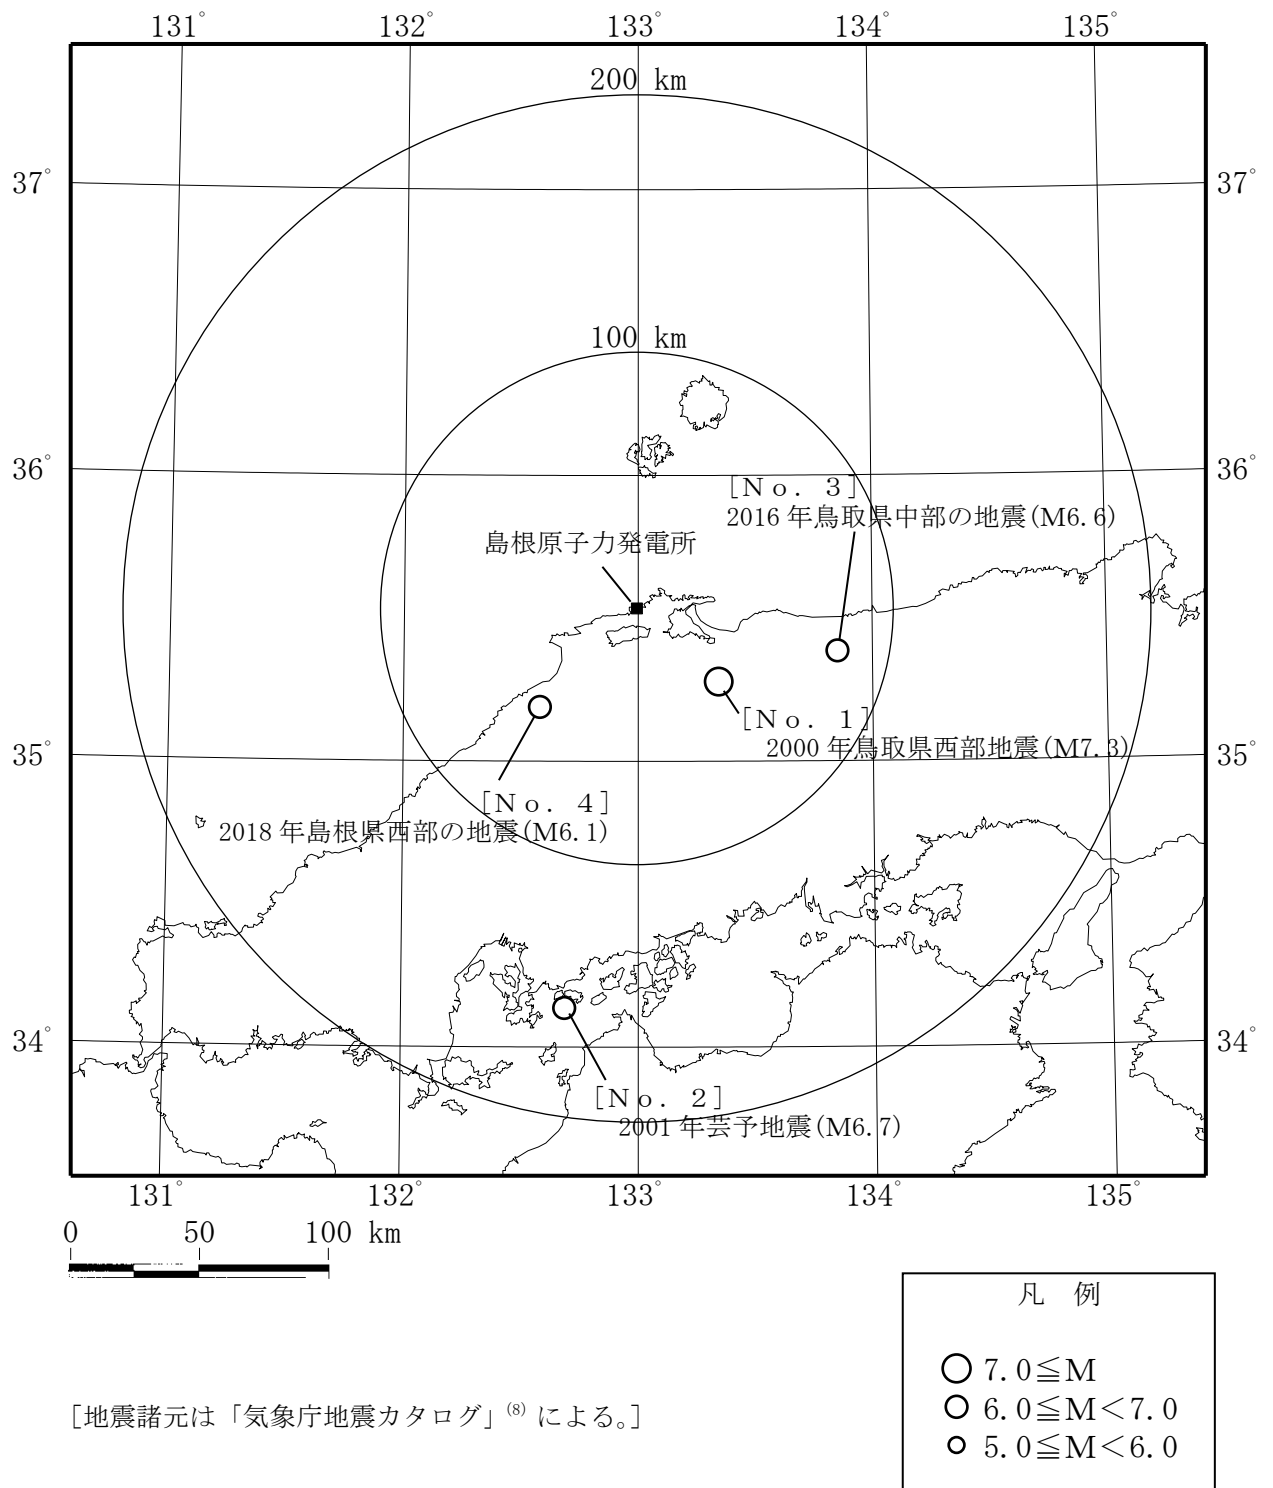 131° 132° 133° 134° 135°
200 km
37° 37°
100 km
36° 36°
[No. 3]
2016年鳥取県中部の地震(M6.6)
島根原子力発電所
[No. 1]
2000年鳥取県西部地震(M7.3)
35° 35°
[No. 4]
2018年島根県西部の地震(M6.1)
34° 34°
[No. 2]
2001年芸予地震(M6.7)
131° 132° 133° 134° 135°
0 50 100 km
凡 例
7.0≦M
6.0≦M<7.0
5.0≦M<6.0
[地震諸元は「気象庁地震カタログ」(8)による。]